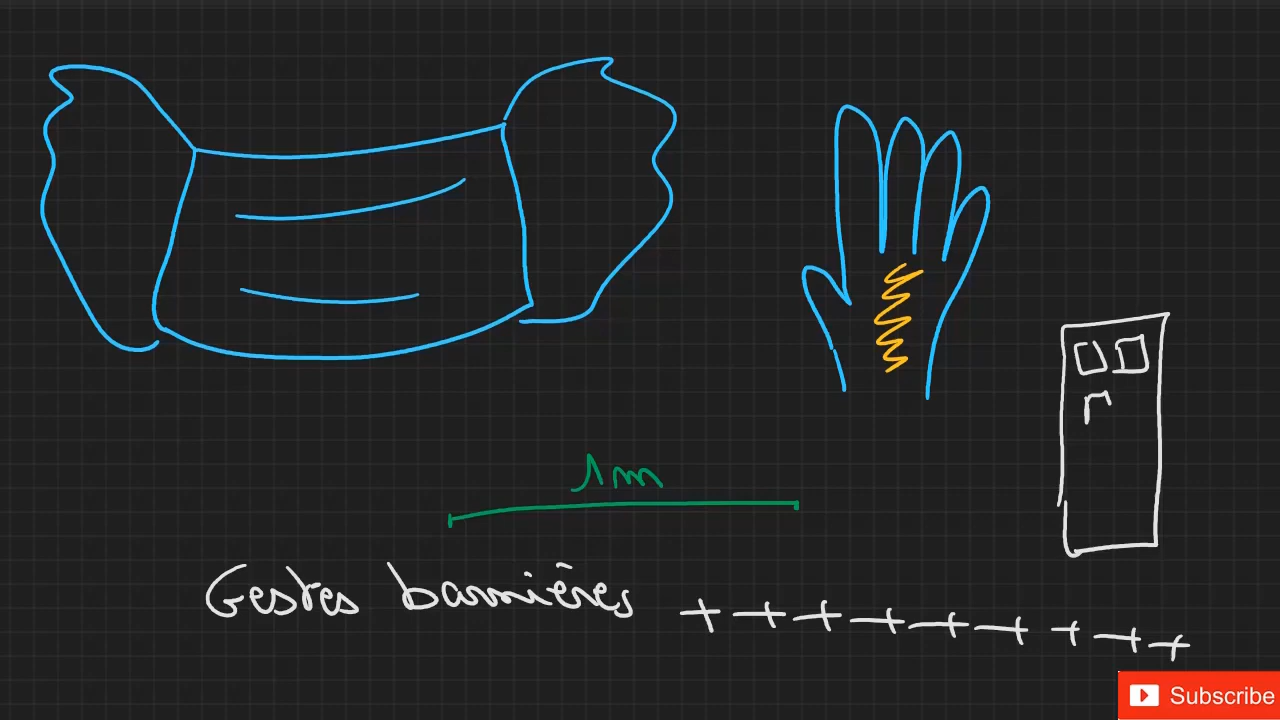 1m
Gestes barrières + + + + + + + + +
Subscribe